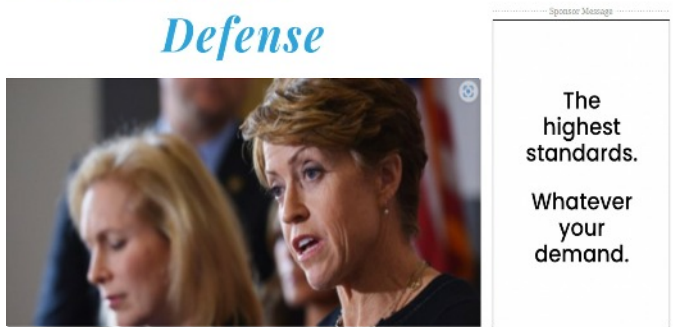 Defense
Sponsor Message
The
highest
standards.
Whatever
your
demand.